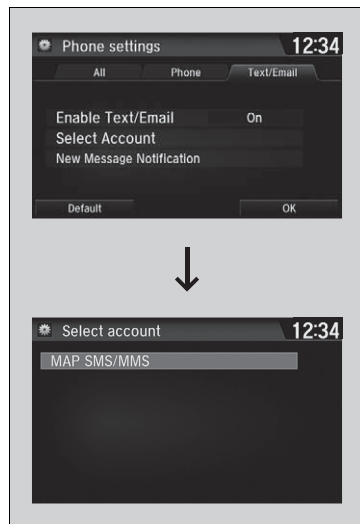 Phone settings 12:34
All Phone Text/Email
Enable Text/Email On
Select Account
New Message Notification
Default OK
Select account 12:34
MAP SMS/MMS